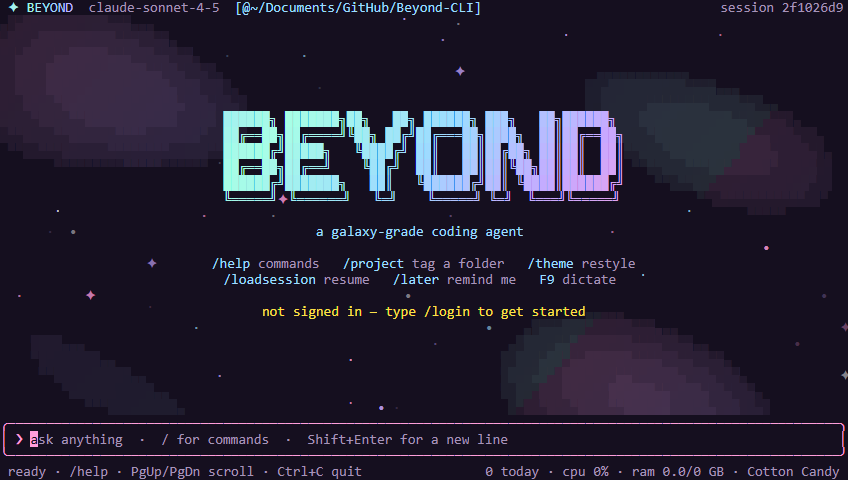 ✦ BEYOND claude-sonnet-4-5 [@~/Documents/GitHub/Beyond-CLI] session 2f1026d9
BEYOND
a galaxy-grade coding agent
/help commands /project tag a folder /theme restyle
/loadsession resume /later remind me F9 dictate
not signed in — type /login to get started
❯ ask anything · / for commands · Shift+Enter for a new line
ready · /help · PgUp/PgDn scroll · Ctrl+C quit 0 today · cpu 0% · ram 0.0/0 GB · Cotton Candy